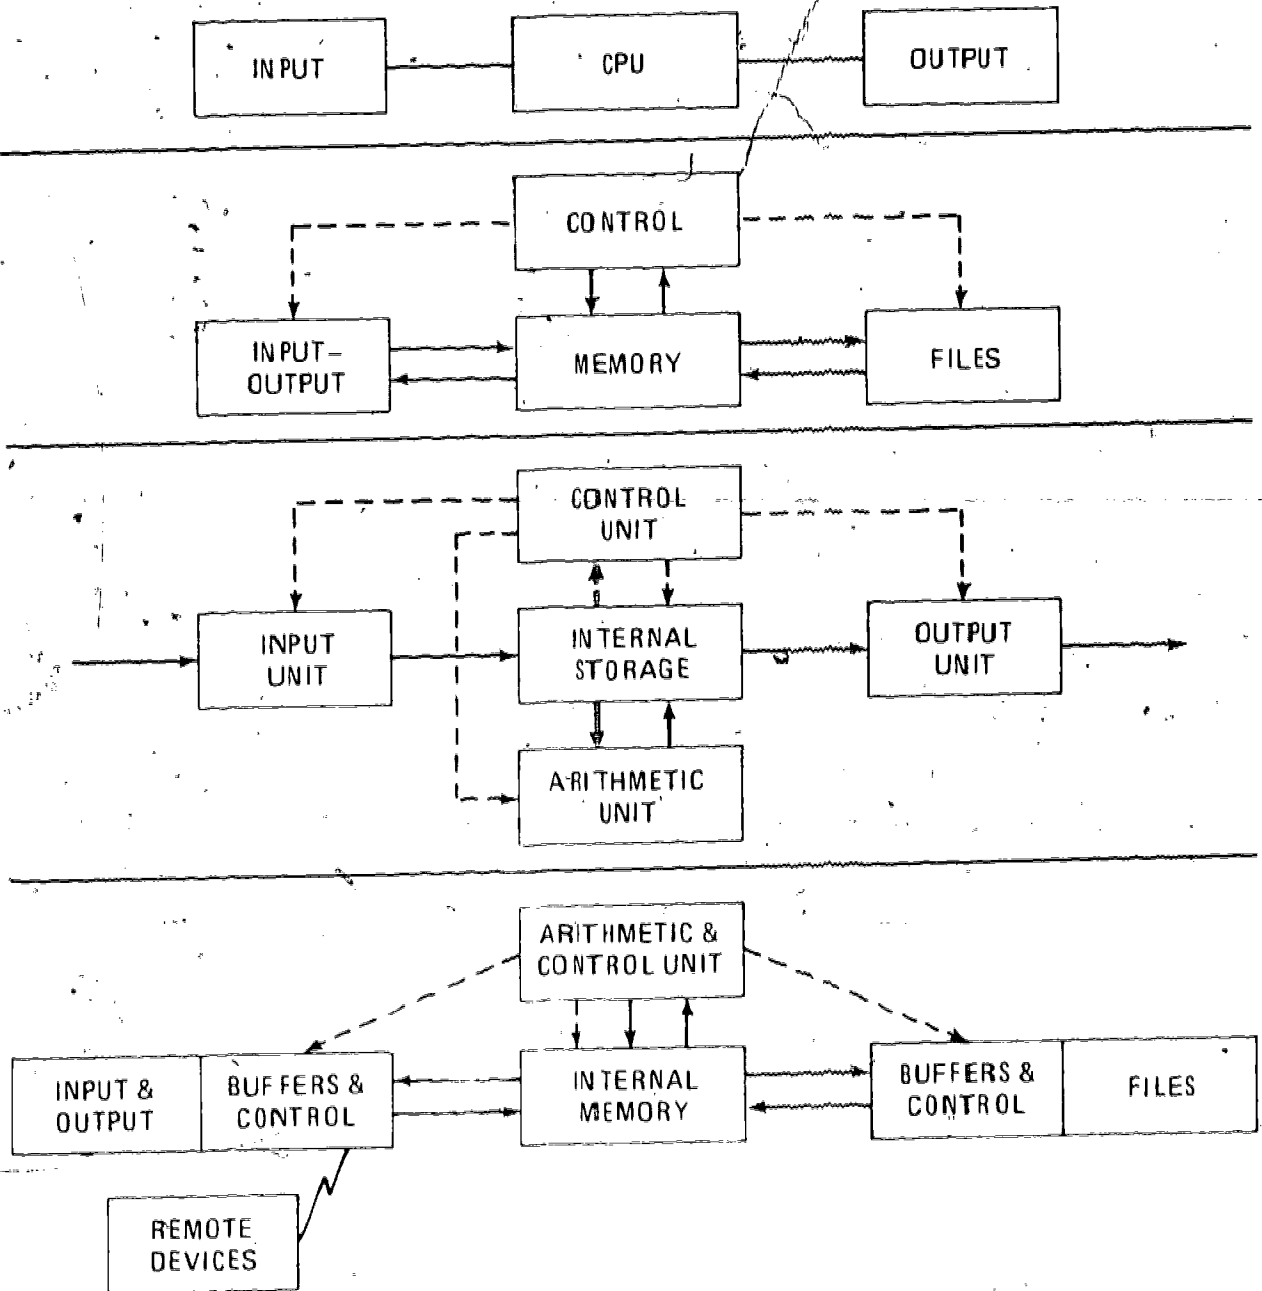 INPUT
CPU
OUTPUT
CONTROL
INPUT-
OUTPUT
MEMORY
FILES
CONTROL
UNIT
INPUT
UNIT
INTERNAL
STORAGE
OUTPUT
UNIT
ARITHMETIC
UNIT
ARITHMETIC &
CONTROL UNIT
INPUT &
OUTPUT
BUFFERS &
CONTROL
INTERNAL
MEMORY
BUFFERS &
CONTROL
FILES
REMOTE
DEVICES